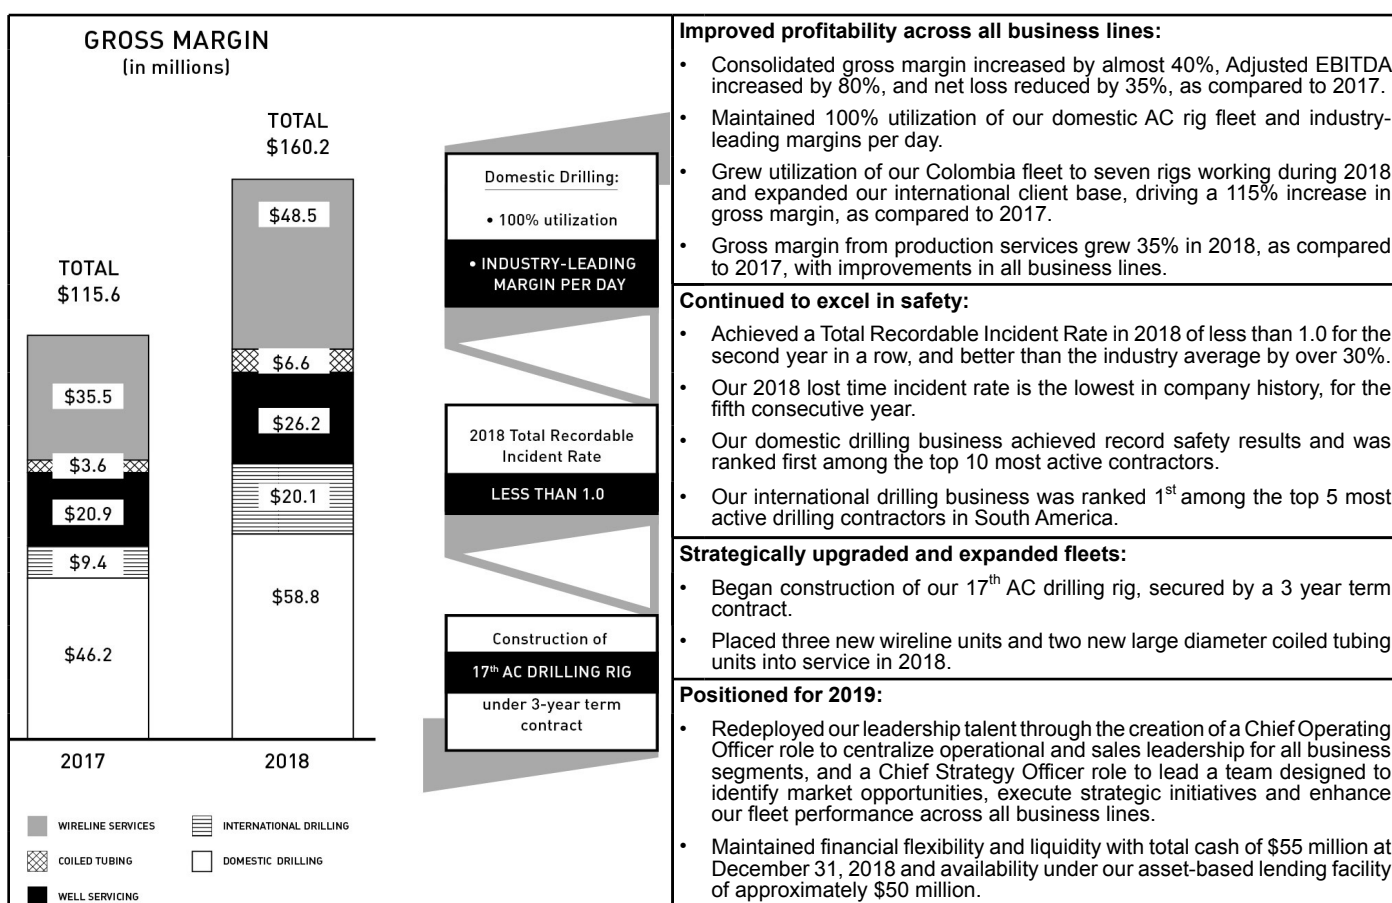 GROSS MARGIN
(in millions)
TOTAL
$160.2
$48.5
TOTAL
$115.6
$6.6
$35.5
$26.2
$3.6
$20.1
$20.9
$9.4
$58.8
$46.2
2017
2018
WIRELINE SERVICES
INTERNATIONAL DRILLING
COILED TUBING
DOMESTIC DRILLING
WELL SERVICING
Domestic Drilling:
• 100% utilization
• INDUSTRY-LEADING
MARGIN PER DAY
2018 Total Recordable
Incident Rate
LESS THAN 1.0
Construction of
17th AC DRILLING RIG
under 3-year term
contract
Improved profitability across all business lines:
• Consolidated gross margin increased by almost 40%, Adjusted EBITDA
increased by 80%, and net loss reduced by 35%, as compared to 2017.
• Maintained 100% utilization of our domestic AC rig fleet and industry-
leading margins per day.
• Grew utilization of our Colombia fleet to seven rigs working during 2018
and expanded our international client base, driving a 115% increase in
gross margin, as compared to 2017.
• Gross margin from production services grew 35% in 2018, as compared
to 2017, with improvements in all business lines.
Continued to excel in safety:
• Achieved a Total Recordable Incident Rate in 2018 of less than 1.0 for the
second year in a row, and better than the industry average by over 30%.
• Our 2018 lost time incident rate is the lowest in company history, for the
fifth consecutive year.
• Our domestic drilling business achieved record safety results and was
ranked first among the top 10 most active contractors.
• Our international drilling business was ranked 1st among the top 5 most
active drilling contractors in South America.
Strategically upgraded and expanded fleets:
• Began construction of our 17th AC drilling rig, secured by a 3 year term
contract.
• Placed three new wireline units and two new large diameter coiled tubing
units into service in 2018.
Positioned for 2019:
• Redeployed our leadership talent through the creation of a Chief Operating
Officer role to centralize operational and sales leadership for all business
segments, and a Chief Strategy Officer role to lead a team designed to
identify market opportunities, execute strategic initiatives and enhance
our fleet performance across all business lines.
• Maintained financial flexibility and liquidity with total cash of $55 million at
December 31, 2018 and availability under our asset-based lending facility
of approximately $50 million.